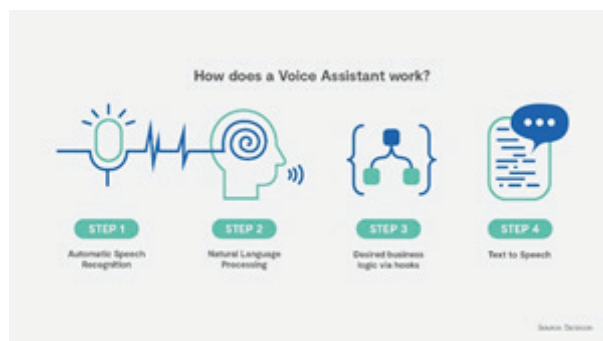 How does a Voice Assistant work?
STEP 1
STEP 2
STEP 3
STEP 4
Automatic Speech
Recognition
Natural Language
Processing
Desired business
logic via hooks
Text to Speech
Source: